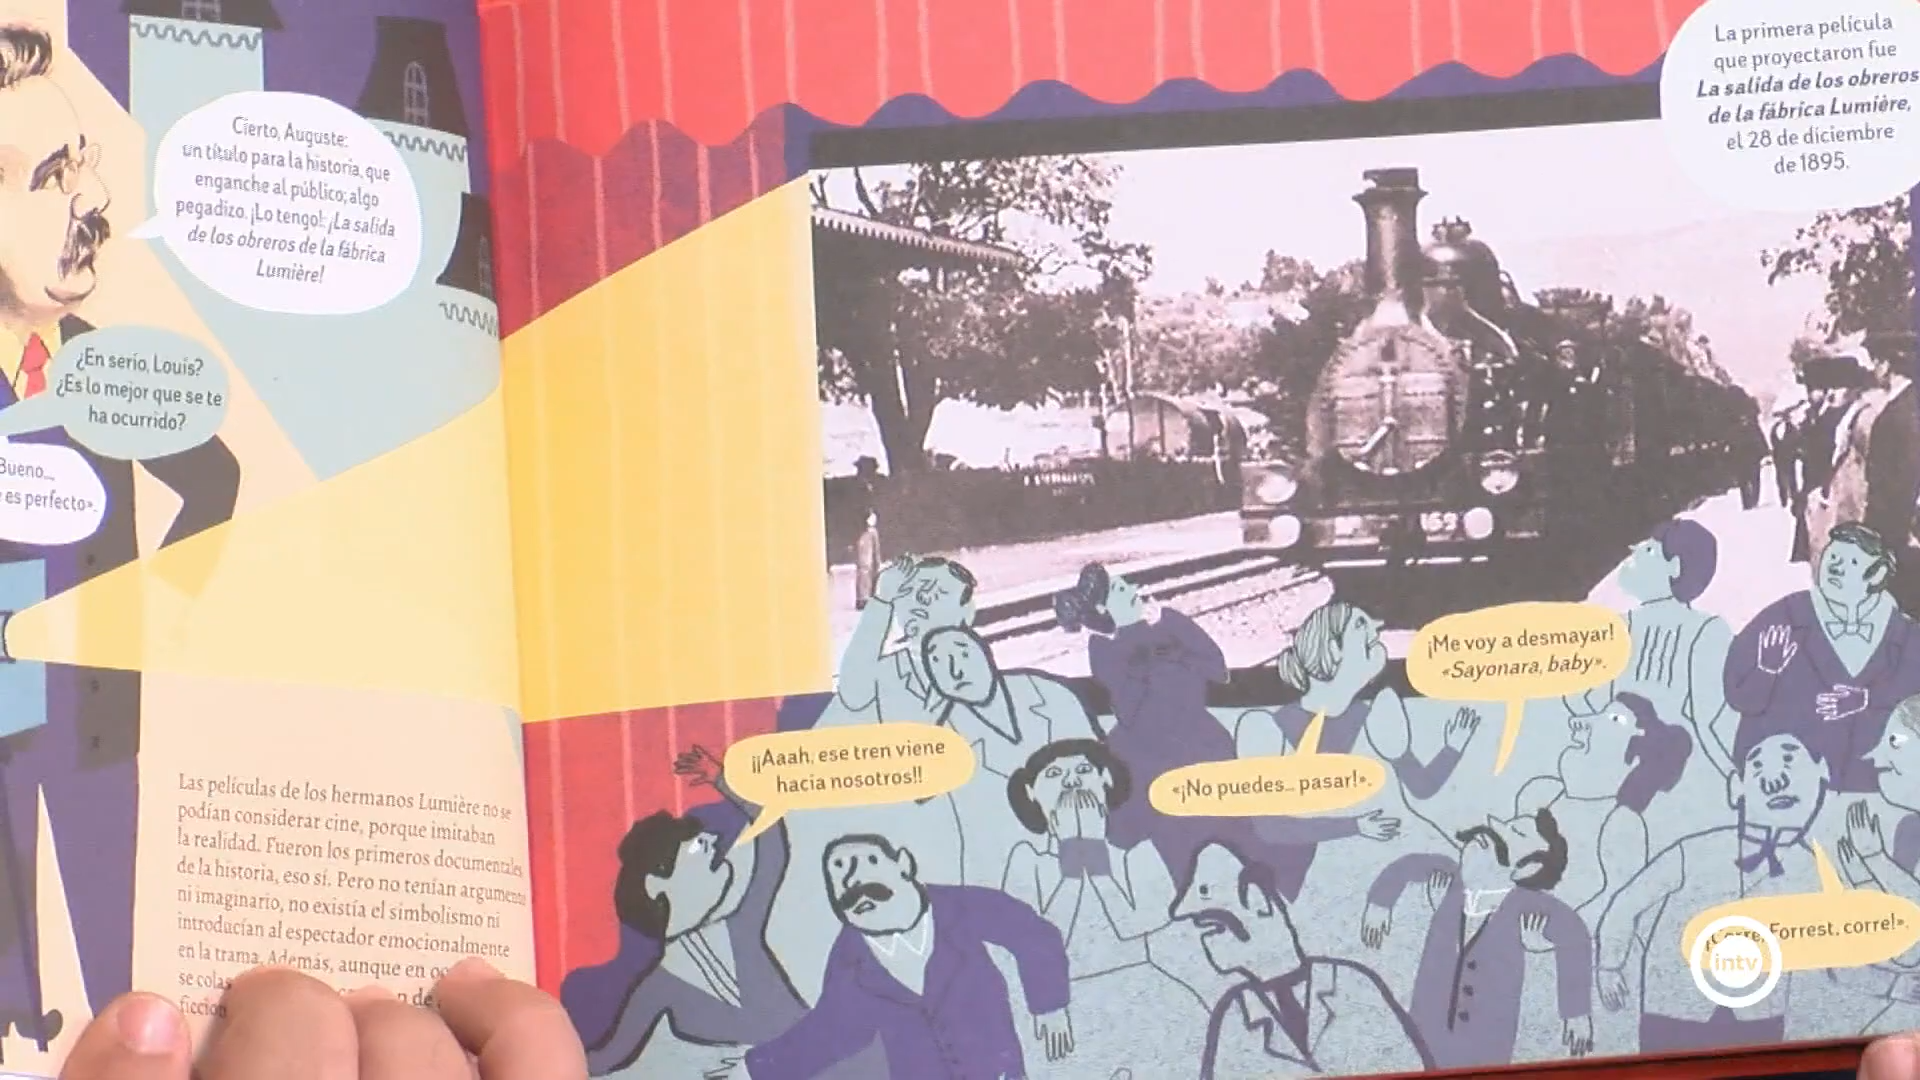 Cierto, Auguste:
un título para la historia, que
enganche al público; algo
pegadizo. ¡Lo tengo!: ¡La salida
de los obreros de la fábrica
Lumière!
¿En serio, Louis?
¿Es lo mejor que se te
ha ocurrido?
Bueno...
es perfecto».
Las películas de los hermanos Lumière no se
podían considerar cine, porque imitaban
la realidad. Fueron los primeros documentales
de la historia, eso sí. Pero no tenían argumento
ni imaginario, no existía el simbolismo ni
introducían al espectador emocionalmente
en la trama. Además, aunque en
se colas
de
ficcion
La primera película
que proyectaron fue
La salida de los obreros
de la fábrica Lumière,
el 28 de diciembre
de 1895.
169
¡Me voy a desmayar!
«Sayonara, baby».
¡¡Aaah, ese tren viene
hacia nosotros!!
«¡No puedes... pasar!».
Forrest, corre!».
intv